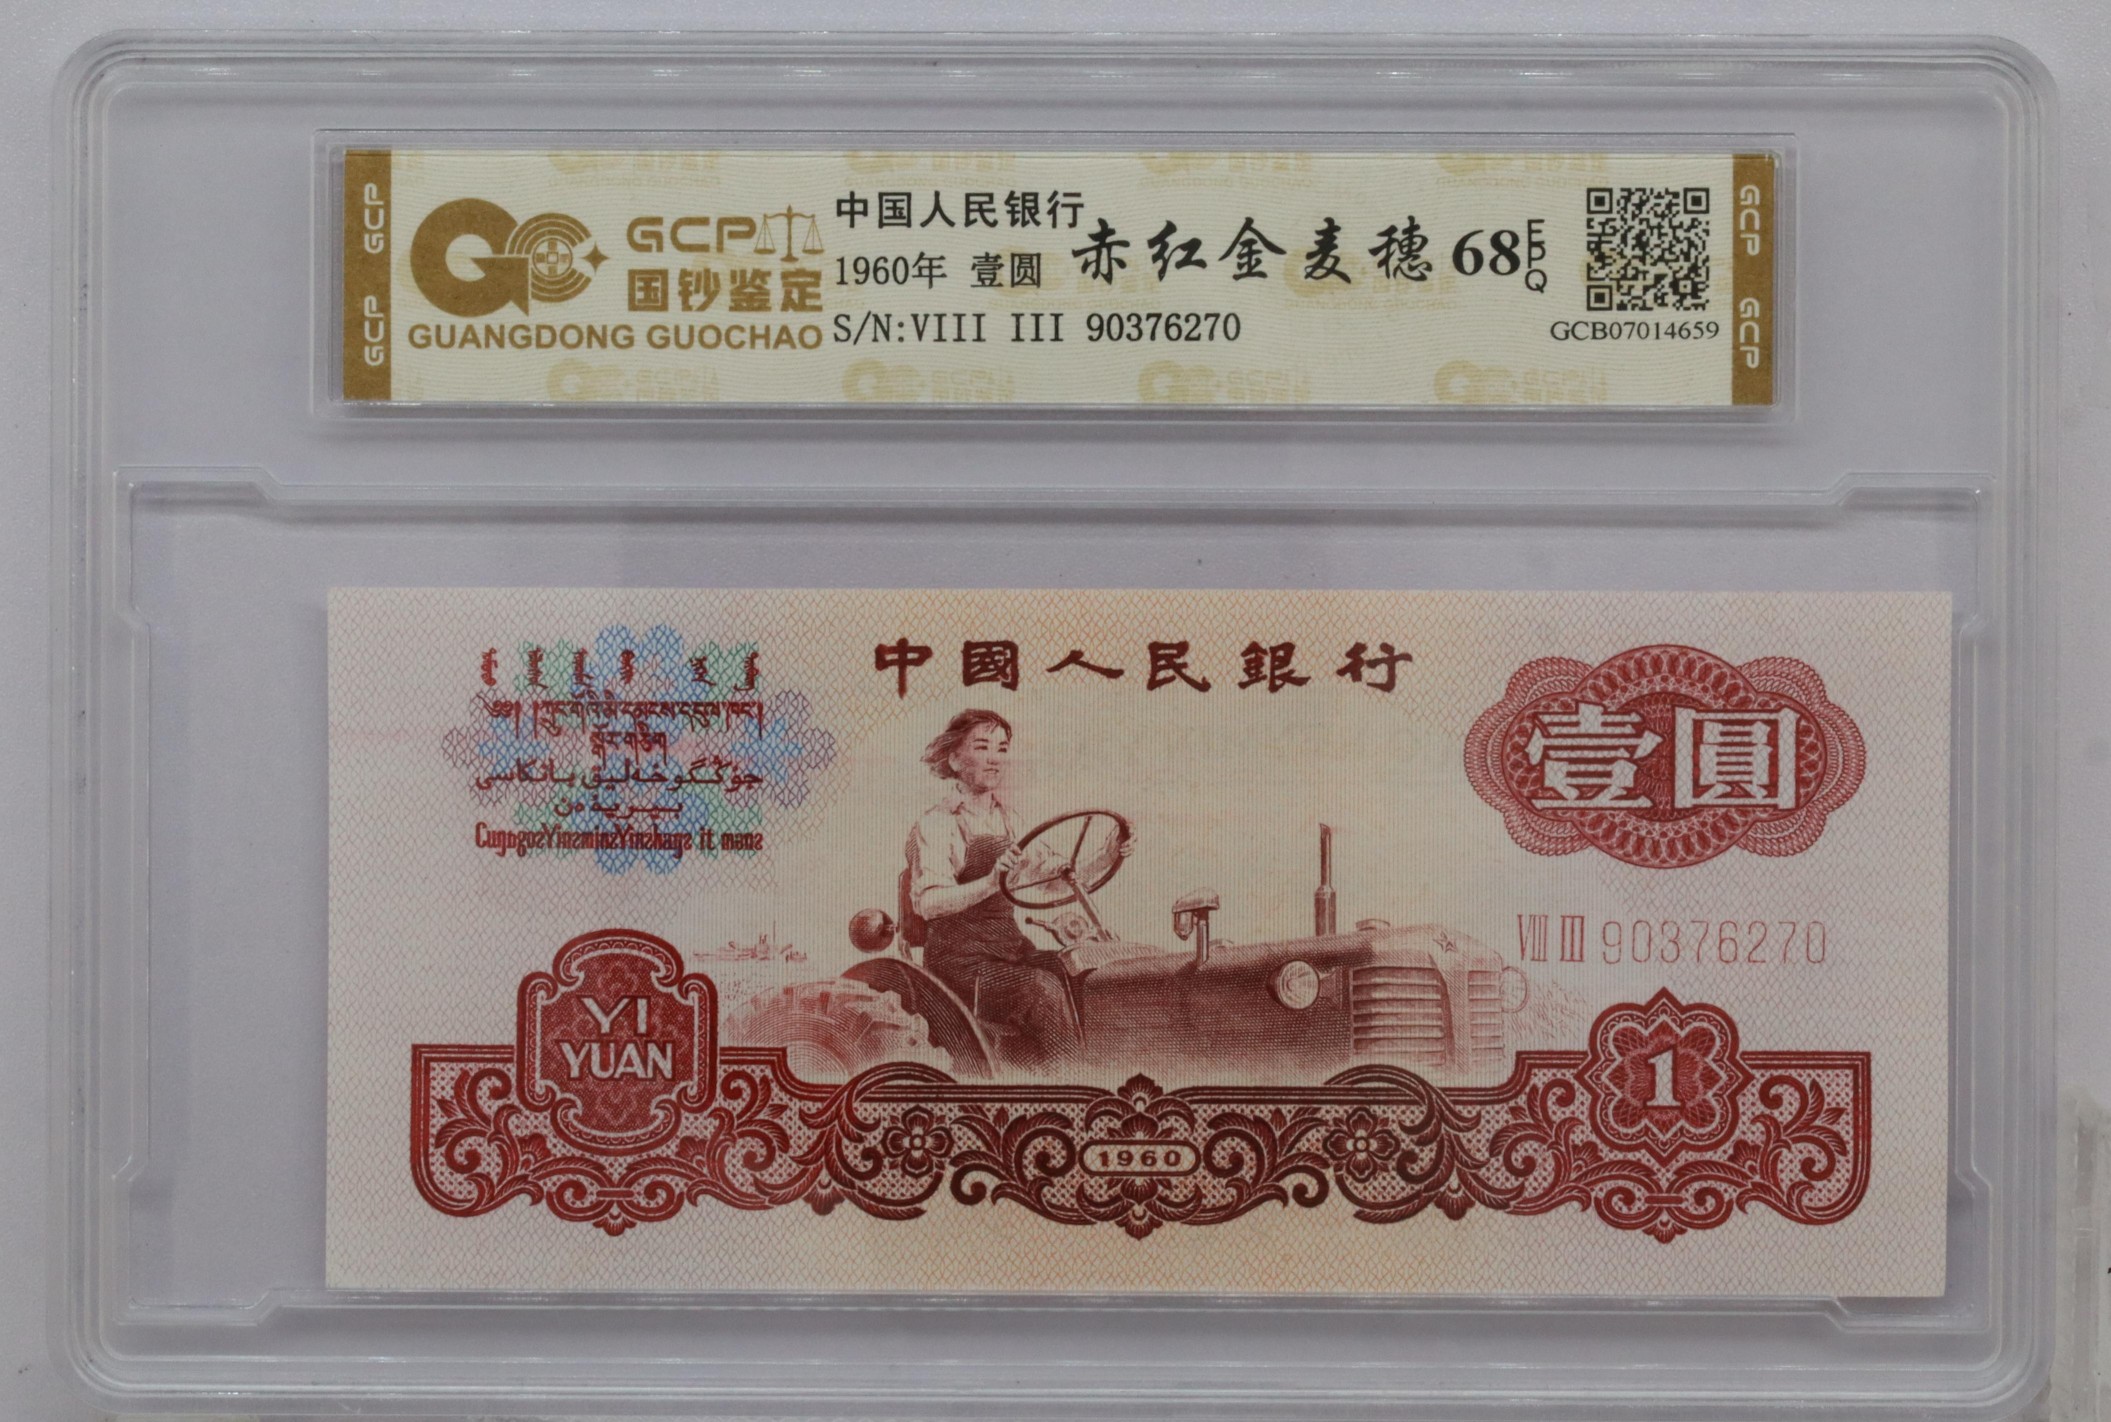 GCP
GCP
GCP
国钞鉴定
GUANGDONG GUOCHAO
中国人民银行
1960年 壹圆
赤红金麦穗 68 EPQ
S/N:VIII III 90376270
GCB07014659
GCP
GCP
中國人民銀行
壹圓
VIII III 90376270
YI
YUAN
1960
1